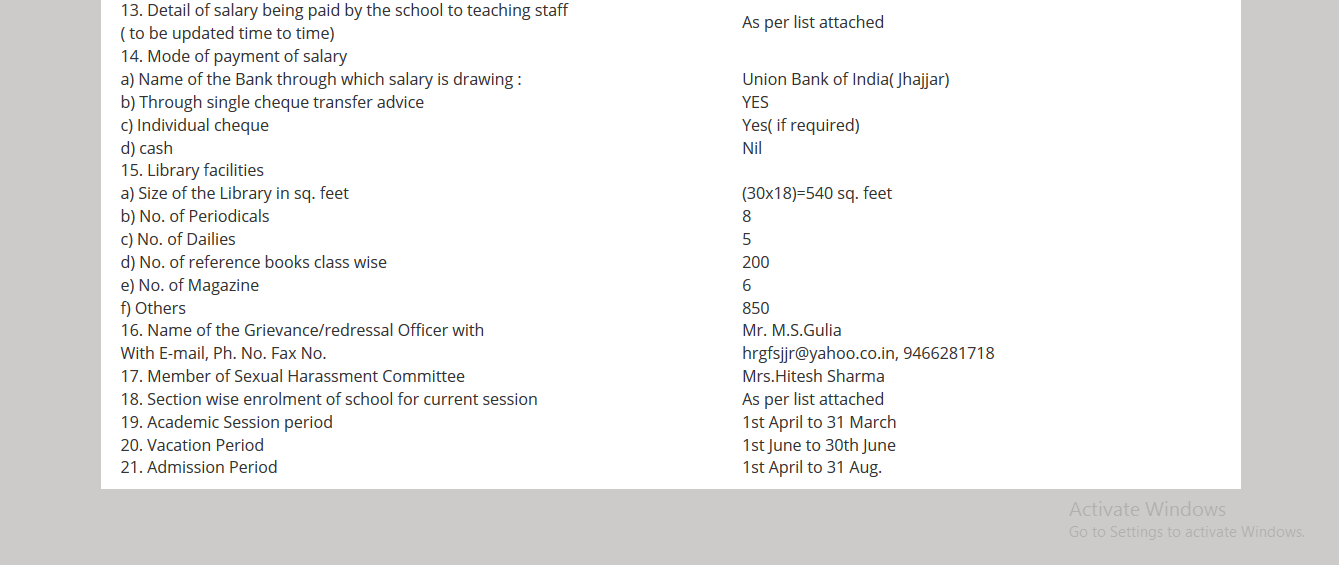 13. Detail of salary being paid by the school to teaching staff
( to be updated time to time)
As per list attached
14. Mode of payment of salary
a) Name of the Bank through which salary is drawing :
Union Bank of India( Jhajjar)
b) Through single cheque transfer advice
YES
c) Individual cheque
Yes( if required)
d) cash
Nil
15. Library facilities
a) Size of the Library in sq. feet
(30x18)=540 sq. feet
b) No. of Periodicals
8
c) No. of Dailies
5
d) No. of reference books class wise
200
e) No. of Magazine
6
f) Others
850
16. Name of the Grievance/redressal Officer with
Mr. M.S.Gulia
With E-mail, Ph. No. Fax No.
hrgfsjjr@yahoo.co.in, 9466281718
17. Member of Sexual Harassment Committee
Mrs.Hitesh Sharma
18. Section wise enrolment of school for current session
As per list attached
19. Academic Session period
1st April to 31 March
20. Vacation Period
1st June to 30th June
21. Admission Period
1st April to 31 Aug.
Activate Windows
Go to Settings to activate Windows.